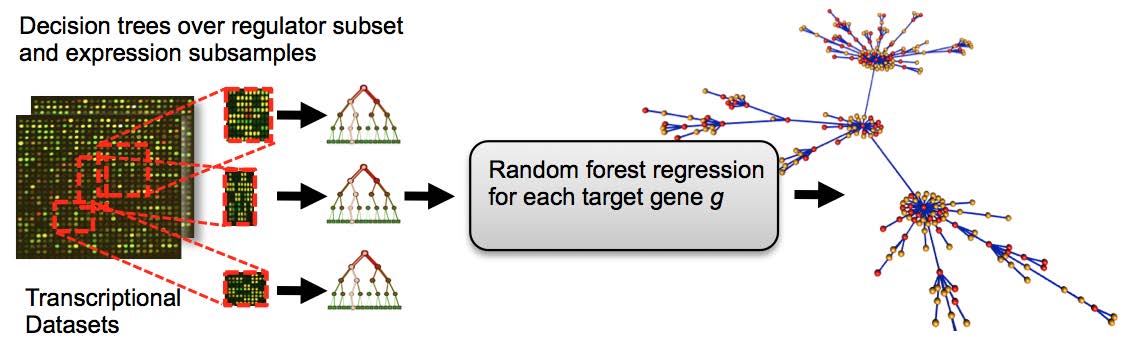 Decision trees over regulator subset
and expression subsamples
Transcriptional
Datasets
Random forest regression
for each target gene g